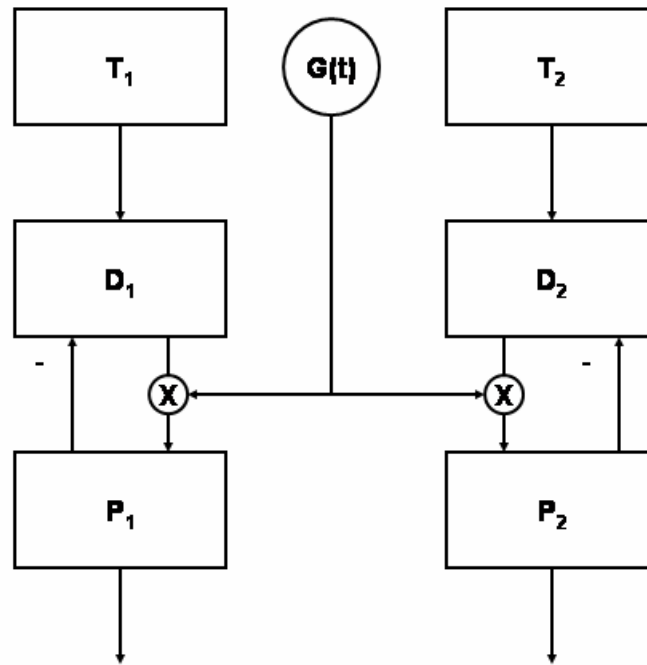 T₁ G(t) T₂
D₁ D₂
- -
X X
P₁ P₂